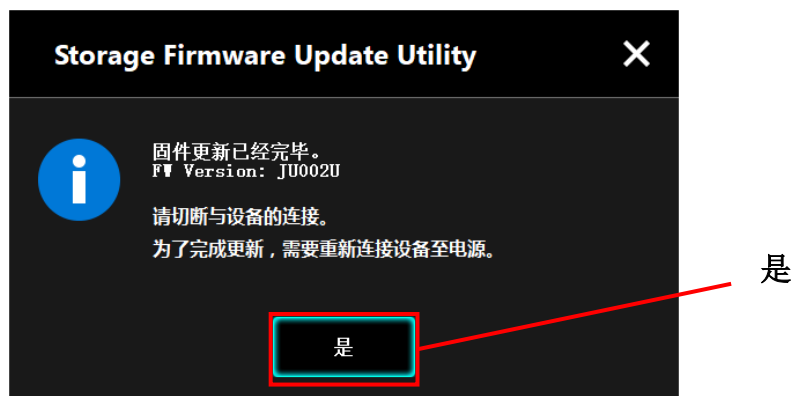 Storage Firmware Update Utility
固件更新已经完毕。
FW Version: JU002U
请切断与设备的连接。
为了完成更新，需要重新连接设备至电源。
是
是